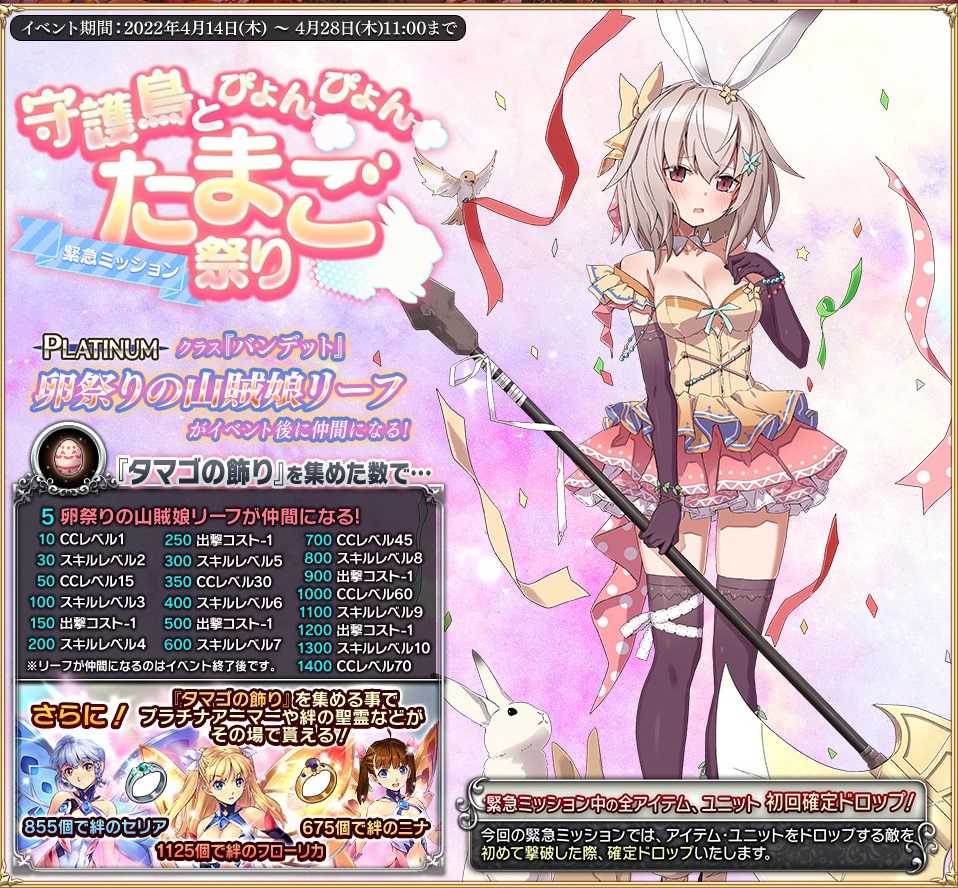 イベント期間：2022年4月14日(木) ～ 4月28日(木)11:00まで
守護鳥とぴょんぴょん
たまご
祭り
緊急ミッション
PLATINUM クラス『バンデット』
卵祭りの山賊娘リーフ
がイベント後に仲間になる!
『タマゴの飾り』を集めた数で…
5 卵祭りの山賊娘リーフが仲間になる!
10 CCレベル1
30 スキルレベル2
50 CCレベル15
100 スキルレベル3
150 出撃コスト-1
200 スキルレベル4
250 出撃コスト-1
300 スキルレベル5
350 CCレベル30
400 スキルレベル6
500 出撃コスト-1
600 スキルレベル7
700 CCレベル45
800 スキルレベル8
900 出撃コスト-1
1000 CCレベル60
1100 スキルレベル9
1200 出撃コスト-1
1300 スキルレベル10
1400 CCレベル70
※リーフが仲間になるのはイベント終了後です。
さらに!
『タマゴの飾り』を集める事で
プラチナアーマーや絆の聖霊などが
その場で貰える!
855個で絆のセリア
675個で絆のニナ
1125個で絆のフローリカ
緊急ミッション中の全アイテム、ユニット 初回確定ドロップ!
今回の緊急ミッションでは、アイテム・ユニットをドロップする敵を
初めて撃破した際、確定ドロップいたします。